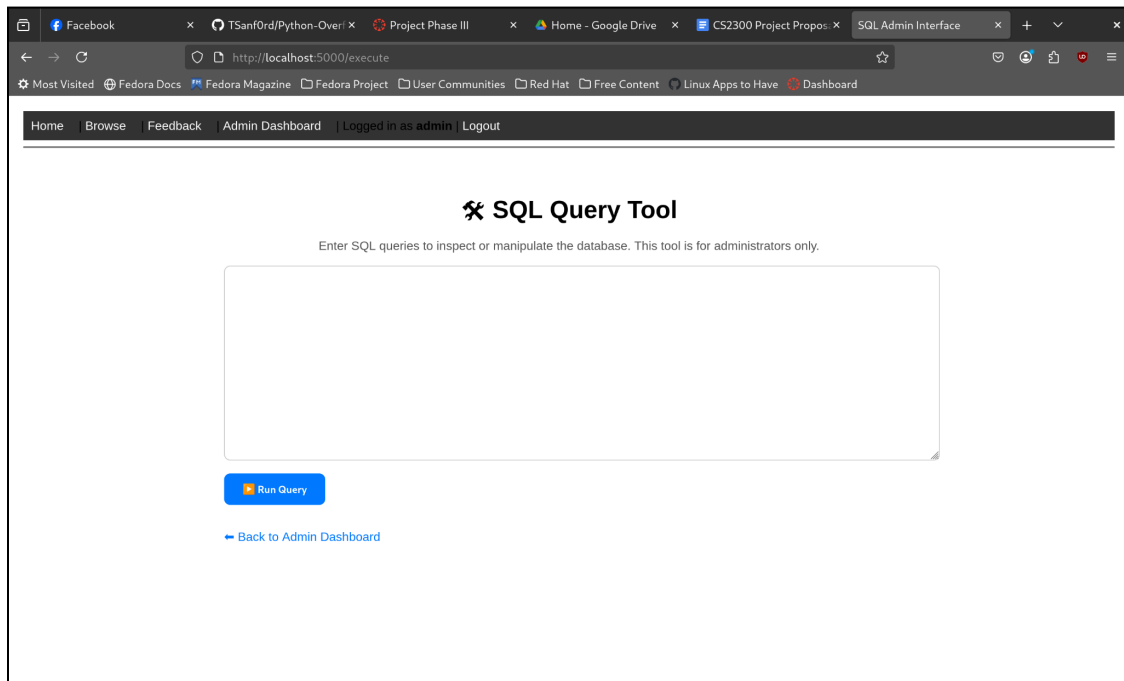 Facebook
TSanf0rd/Python-Overf
Project Phase III
Home - Google Drive
CS2300 Project Propos
SQL Admin Interface
http://localhost:5000/execute
Most Visited Fedora Docs Fedora Magazine Fedora Project User Communities Red Hat Free Content Linux Apps to Have Dashboard
Home | Browse | Feedback | Admin Dashboard | Logged in as admin | Logout
SQL Query Tool
Enter SQL queries to inspect or manipulate the database. This tool is for administrators only.
Run Query
Back to Admin Dashboard